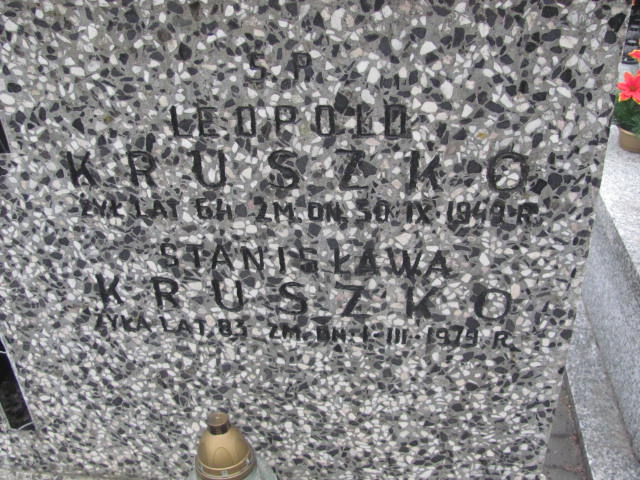 Ś.P.
LEOPOLD
KRUSZKO
ŻYŁ LAT 64 ZM. DN. 30.IX.1949 R.
STANISŁAWA
KRUSZKO
ŻYŁA LAT 83 ZM. DN. 1.III.1979 R.